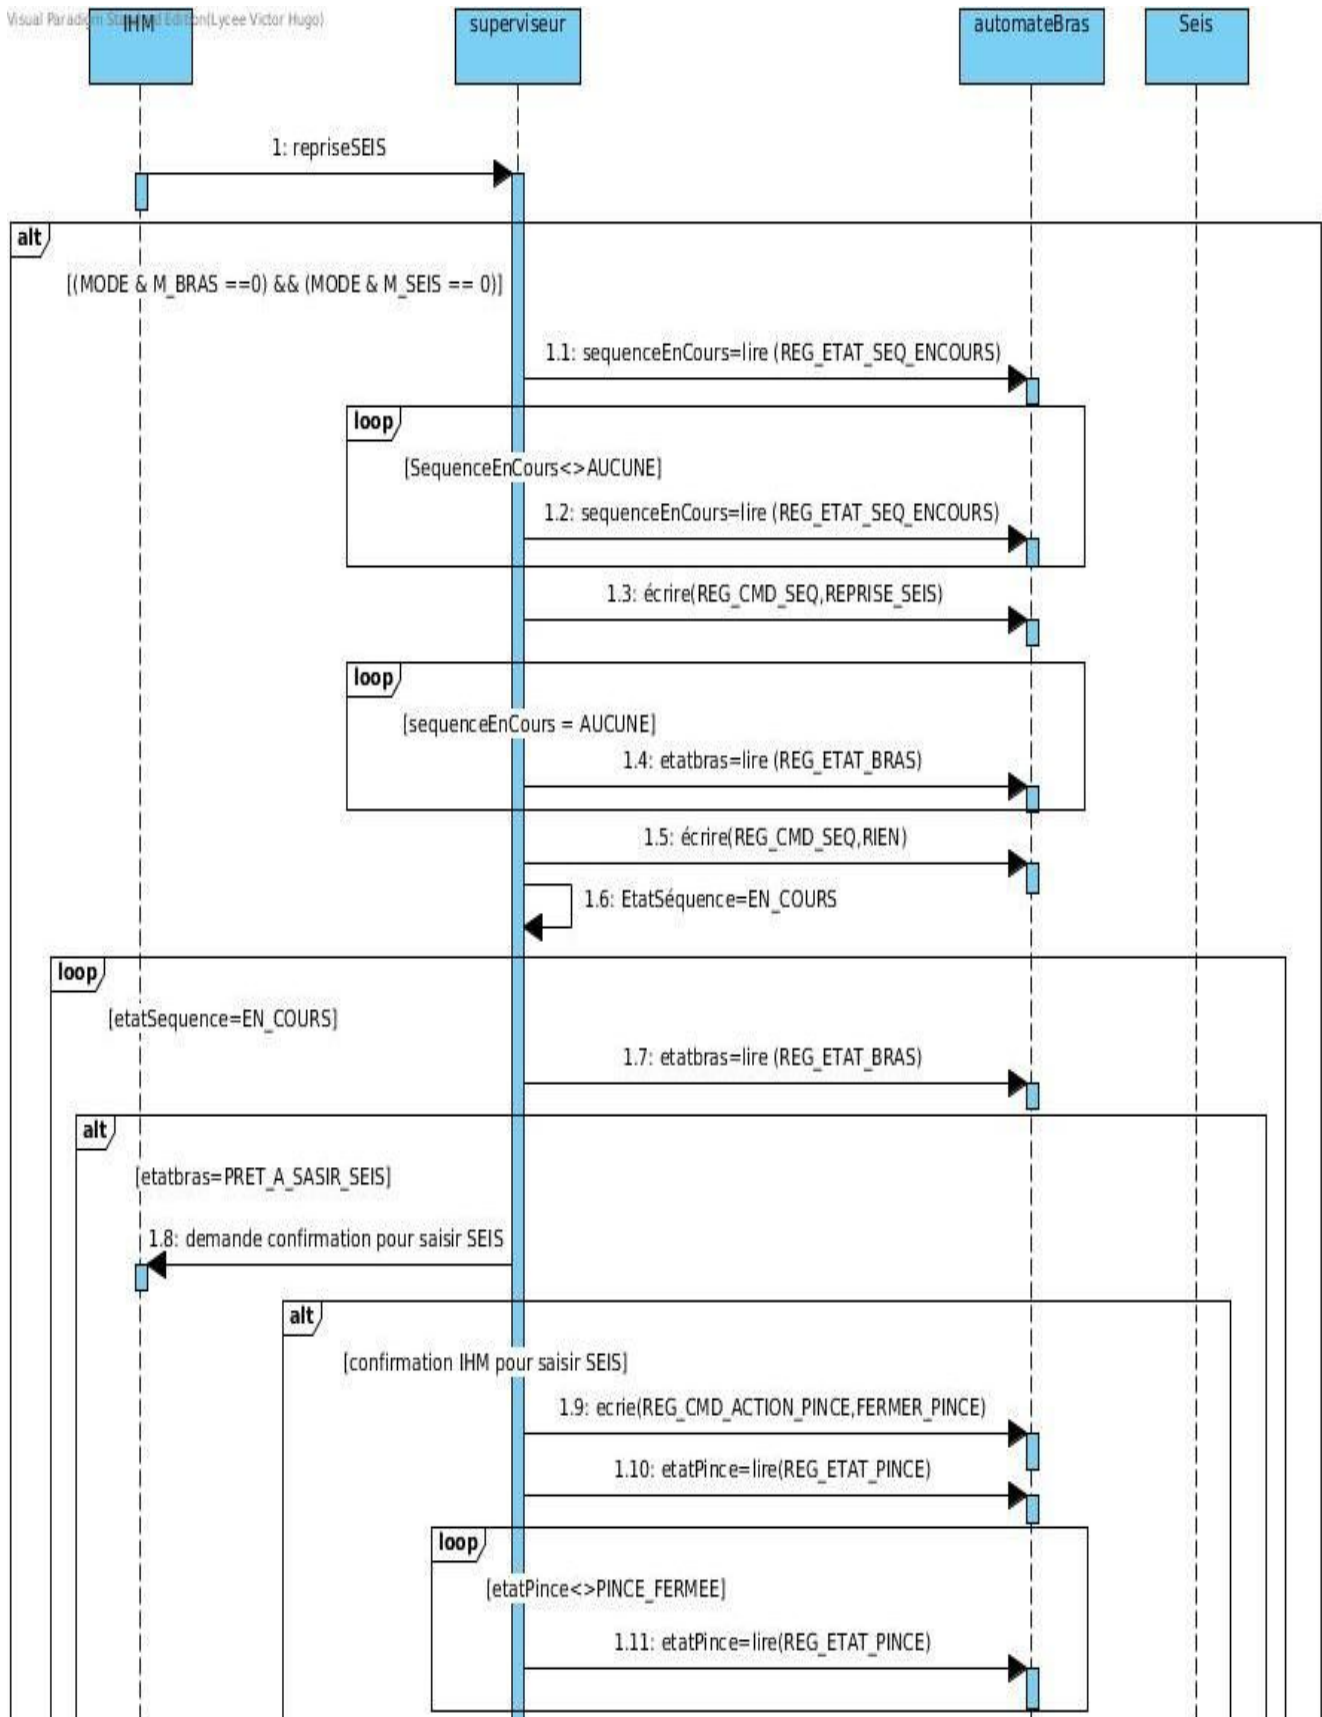 Visual Paradigm Standard Edition(Lycee Victor Hugo)
IHM
superviseur
automateBras
Seis
1: repriseSEIS
alt
[(MODE & M_BRAS ==0) && (MODE & M_SEIS == 0)]
1.1: sequenceEnCours=lire (REG_ETAT_SEQ_ENCOURS)
loop
[SequenceEnCours<>AUCUNE]
1.2: sequenceEnCours=lire (REG_ETAT_SEQ_ENCOURS)
1.3: écrire(REG_CMD_SEQ,REPRISE_SEIS)
loop
[sequenceEnCours = AUCUNE]
1.4: etatbras=lire (REG_ETAT_BRAS)
1.5: écrire(REG_CMD_SEQ,RIEN)
1.6: EtatSéquence=EN_COURS
loop
[etatSequence=EN_COURS]
1.7: etatbras=lire (REG_ETAT_BRAS)
alt
[etatbras=PRET_A_SASIR_SEIS]
1.8: demande confirmation pour saisir SEIS
alt
[confirmation IHM pour saisir SEIS]
1.9: ecrie(REG_CMD_ACTION_PINCE,FERMER_PINCE)
1.10: etatPince=lire(REG_ETAT_PINCE)
loop
[etatPince<>PINCE_FERMEE]
1.11: etatPince=lire(REG_ETAT_PINCE)